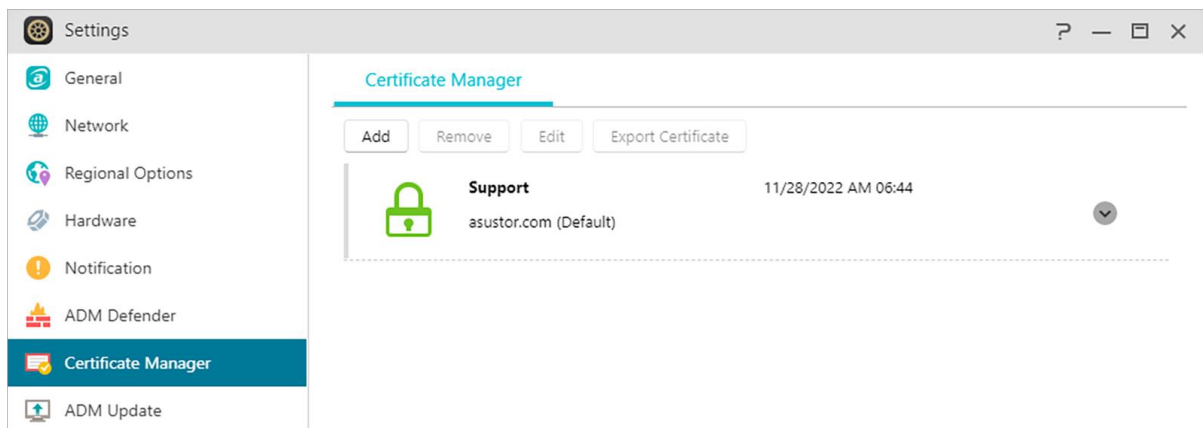 Settings
General
Network
Regional Options
Hardware
Notification
ADM Defender
Certificate Manager
ADM Update
Certificate Manager
Add Remove Edit Export Certificate
Support 11/28/2022 AM 06:44
asustor.com (Default)